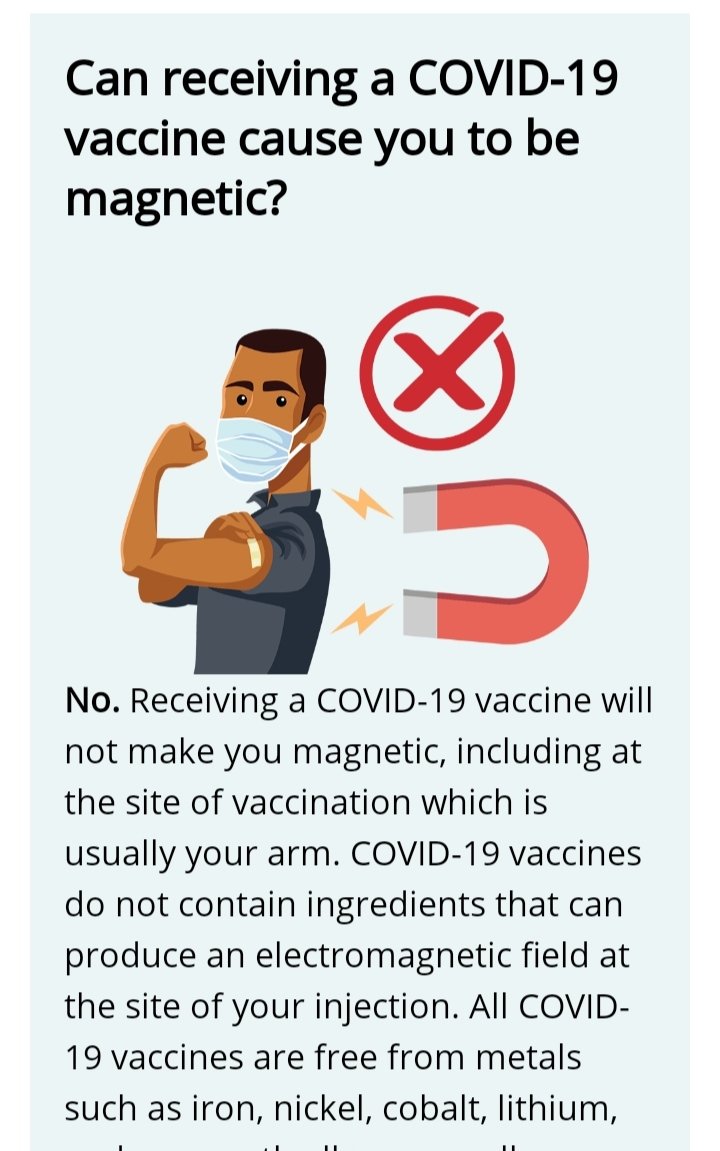 Can receiving a COVID-19
vaccine cause you to be
magnetic?
No. Receiving a COVID-19 vaccine will
not make you magnetic, including at
the site of vaccination which is
usually your arm. COVID-19 vaccines
do not contain ingredients that can
produce an electromagnetic field at
the site of your injection. All COVID-
19 vaccines are free from metals
such as iron, nickel, cobalt, lithium,